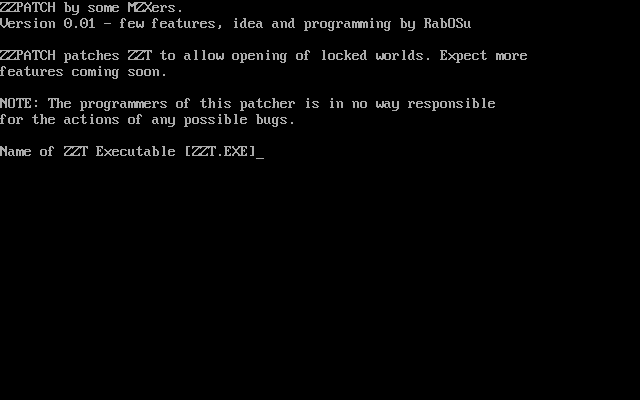 ZZPATCH by some MZXers.
Version 0.01 - few features, idea and programming by RabOSu
ZZPATCH patches ZZT to allow opening of locked worlds. Expect more
features coming soon.
NOTE: The programmers of this patcher is in no way responsible
for the actions of any possible bugs.
Name of ZZT Executable [ZZT.EXE]_